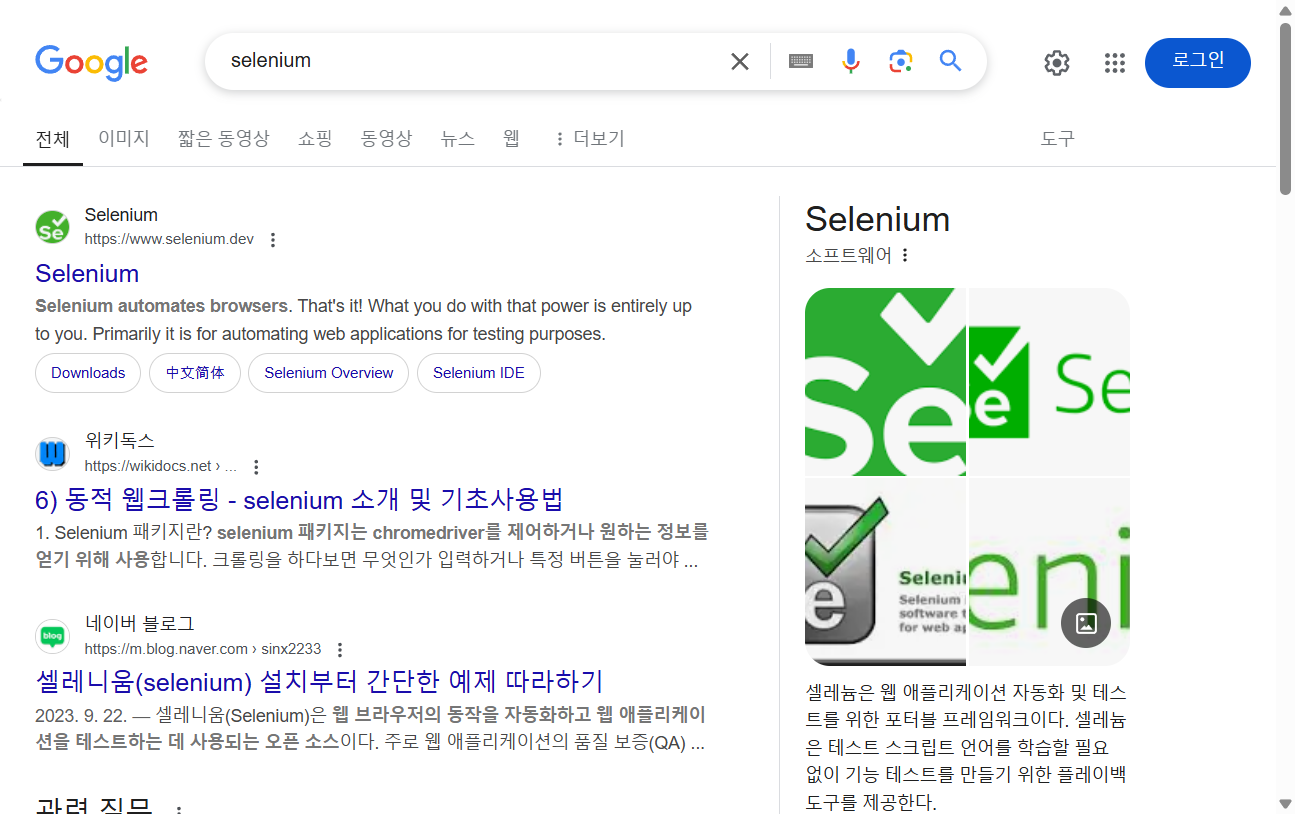 Google
selenium
로그인
전체 이미지 짧은 동영상 쇼핑 동영상 뉴스 웹 더보기 도구
Se
Selenium
https://www.selenium.dev
Selenium
Selenium automates browsers. That's it! What you do with that power is entirely up
to you. Primarily it is for automating web applications for testing purposes.
Downloads 中文简体 Selenium Overview Selenium IDE
위키독스
https://wikidocs.net › ...
6) 동적 웹크롤링 - selenium 소개 및 기초사용법
1. Selenium 패키지란? selenium 패키지는 chromedriver를 제어하거나 원하는 정보를
얻기 위해 사용합니다. 크롤링을 하다보면 무엇인가 입력하거나 특정 버튼을 눌러야 ...
blog
네이버 블로그
https://m.blog.naver.com › sinx2233
셀레니움(selenium) 설치부터 간단한 예제 따라하기
2023. 9. 22. — 셀레니움(Selenium)은 웹 브라우저의 동작을 자동화하고 웹 애플리케이
션을 테스트하는 데 사용되는 오픈 소스이다. 주로 웹 애플리케이션의 품질 보증(QA) ...
관련 질문
Selenium
소프트웨어
Se
Se Se
Se Seleni
Selenium
software t
for web ap
eni
셀레늄은 웹 애플리케이션 자동화 및 테스
트를 위한 포터블 프레임워크이다. 셀레늄
은 테스트 스크립트 언어를 학습할 필요
없이 기능 테스트를 만들기 위한 플레이백
도구를 제공한다.